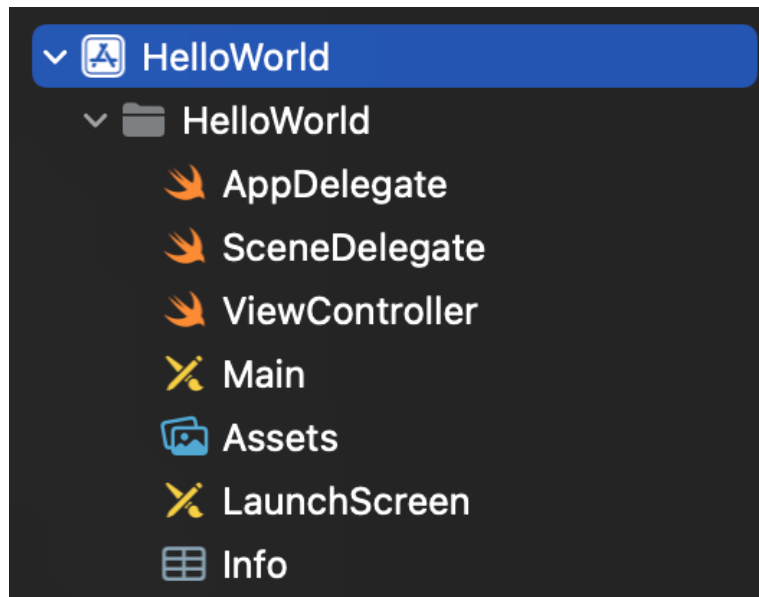 HelloWorld
HelloWorld
AppDelegate
SceneDelegate
ViewController
Main
Assets
LaunchScreen
Info